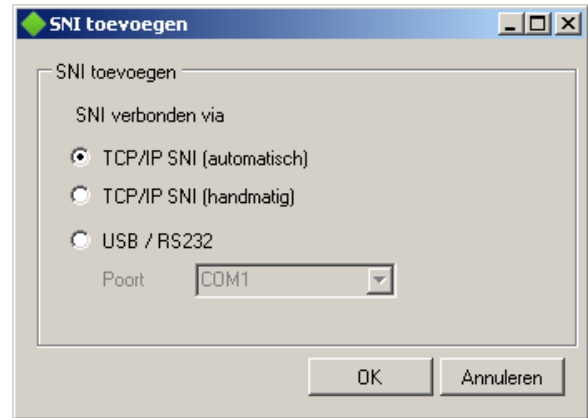 SNI toevoegen
SNI toevoegen
SNI verbonden via
TCP/IP SNI (automatisch)
TCP/IP SNI (handmatig)
USB / RS232
Poort COM1
OK Annuleren